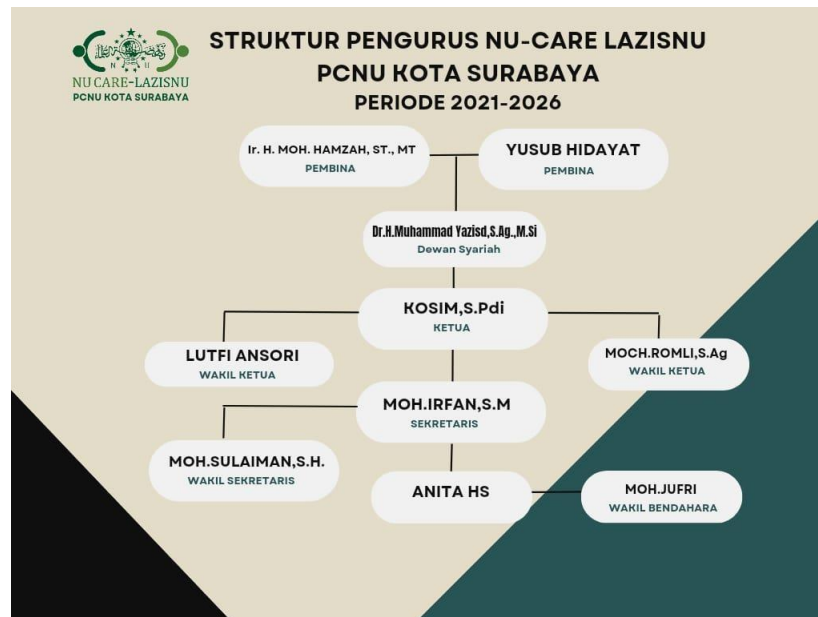 NU CARE-LAZISNU
PCNU KOTA SURABAYA
STRUKTUR PENGURUS NU-CARE LAZISNU
PCNU KOTA SURABAYA
PERIODE 2021-2026
Ir. H. MOH. HAMZAH, ST., MT
PEMBINA
YUSUB HIDAYAT
PEMBINA
Dr.H.Muhammad Yazisd,S.Ag.,M.Si
Dewan Syariah
KOSIM,S.Pdi
KETUA
LUTFI ANSORI
WAKIL KETUA
MOCH.ROMLI,S.Ag
WAKIL KETUA
MOH.IRFAN,S.M
SEKRETARIS
MOH.SULAIMAN,S.H.
WAKIL SEKRETARIS
ANITA HS
MOH.JUFRI
WAKIL BENDAHARA